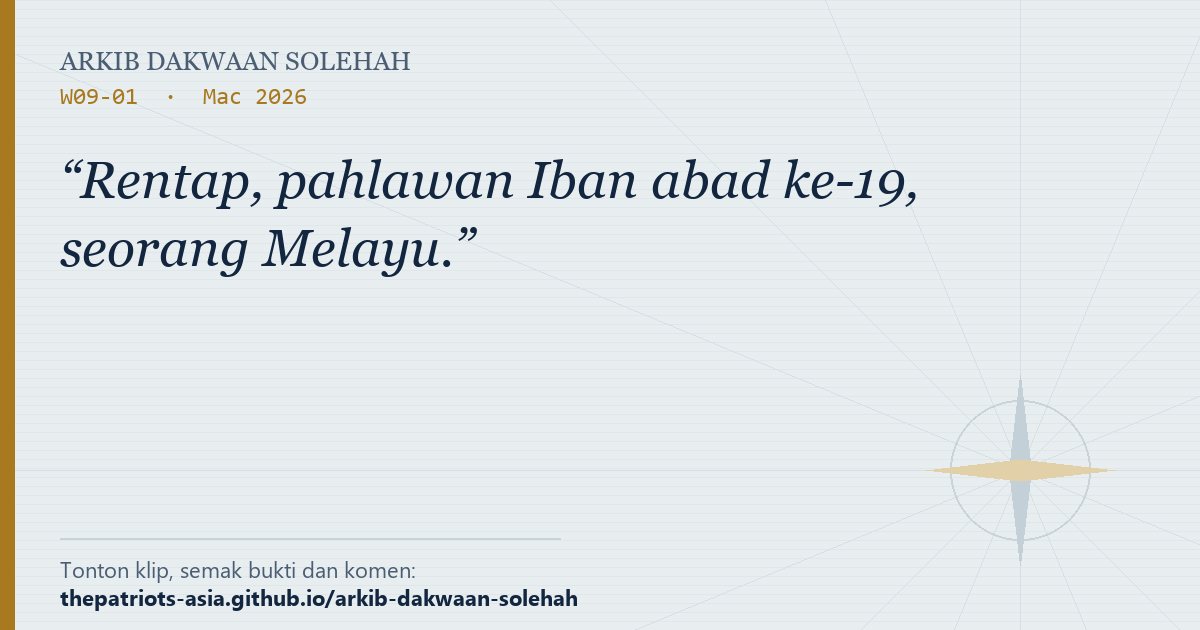 ARKIB DAKWAAN SOLEHAH
W09-01 · Mac 2026
“Rentap, pahlawan Iban abad ke-19,
seorang Melayu.”
Tonton klip, semak bukti dan komen:
thepatriots-asia.github.io/arkib-dakwaan-solehah